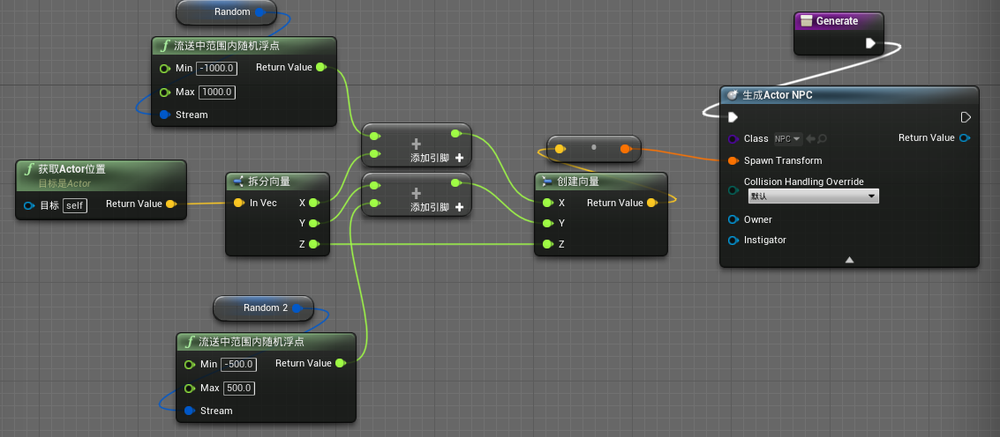 Random
流送中范围内随机浮点
Min -1000.0 Return Value
Max 1000.0
Stream
获取Actor位置
目标是Actor
目标 self Return Value
拆分向量
In Vec X
Y
Z
添加引脚
添加引脚
创建向量
X Return Value
Y
Z
Random 2
流送中范围内随机浮点
Min -500.0 Return Value
Max 500.0
Stream
Generate
生成Actor NPC
Class NPC Return Value
Spawn Transform
Collision Handling Override
默认
Owner
Instigator